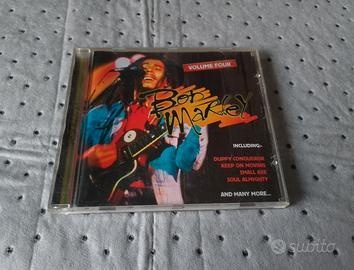 VOLUME FOUR
Bob
Marley
INCLUDING..
DUPPY CONQUEROR
KEEP ON MOVING
SMALL AXE
SOUL ALMIGHTY
AND MANY MORE...
subito